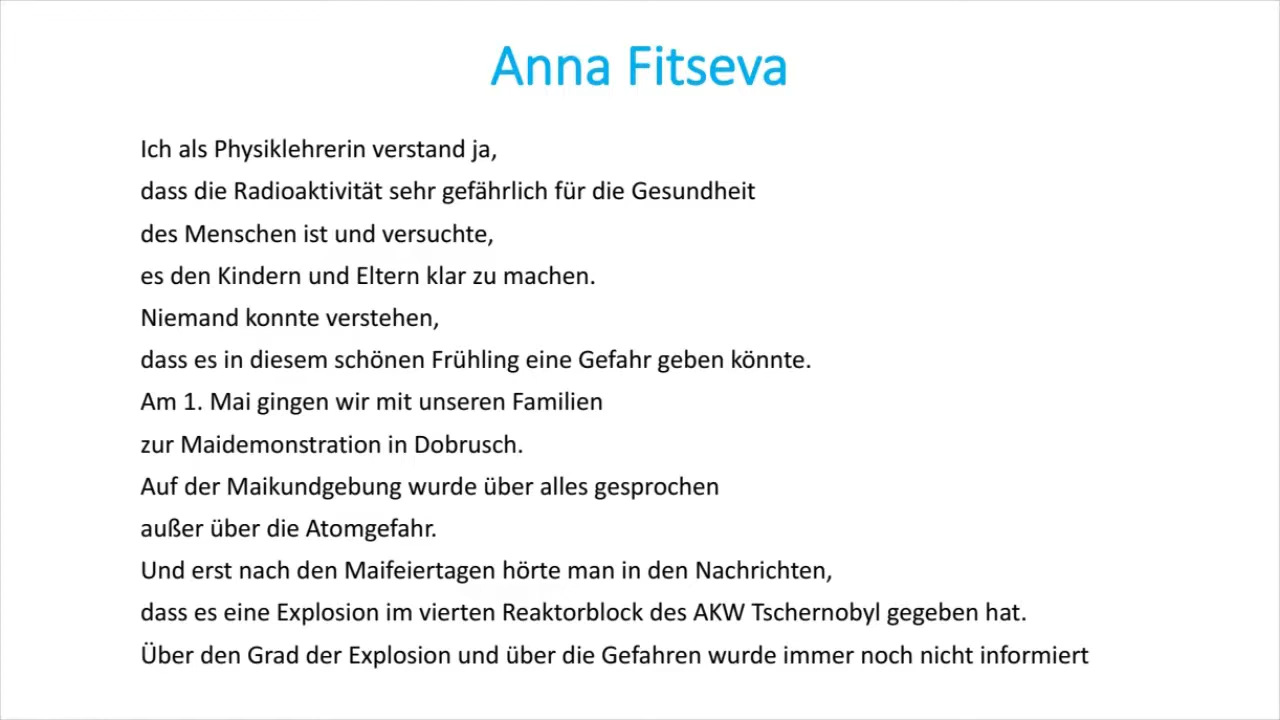 Anna Fitseva
Ich als Physiklehrerin verstand ja,
dass die Radioaktivität sehr gefährlich für die Gesundheit
des Menschen ist und versuchte,
es den Kindern und Eltern klar zu machen.
Niemand konnte verstehen,
dass es in diesem schönen Frühling eine Gefahr geben könnte.
Am 1. Mai gingen wir mit unseren Familien
zur Maidemonstration in Dobrusch.
Auf der Maikundgebung wurde über alles gesprochen
außer über die Atomgefahr.
Und erst nach den Maifeiertagen hörte man in den Nachrichten,
dass es eine Explosion im vierten Reaktorblock des AKW Tschernobyl gegeben hat.
Über den Grad der Explosion und über die Gefahren wurde immer noch nicht informiert